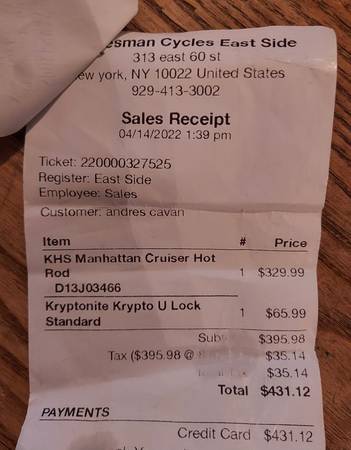 esman Cycles East Side
313 east 60 st
ew york, NY 10022 United States
929-413-3002
Sales Receipt
04/14/2022 1:39 pm
Ticket: 220000327525
Register: East Side
Employee: Sales
Customer: andres cavan
Item # Price
KHS Manhattan Cruiser Hot
Rod 1 $329.99
D13J03466
Kryptonite Krypto U Lock
Standard 1 $65.99
$395.98
Tax ($395.98 @ $35.14
$35.14
Total $431.12
PAYMENTS
Credit Card $431.12